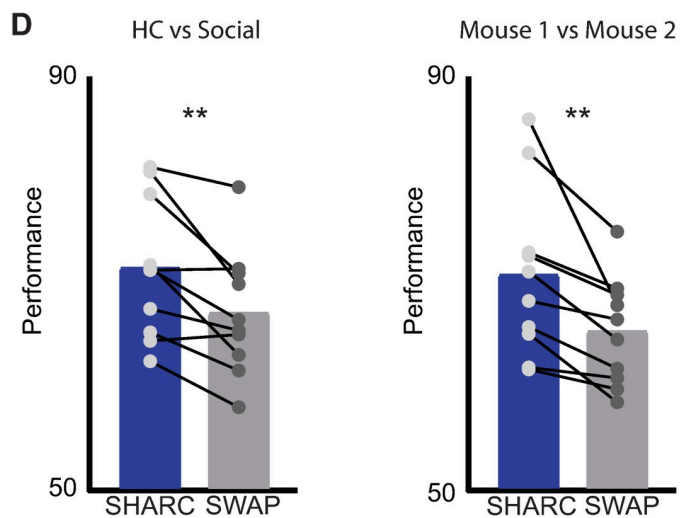 D
HC vs Social
90
**
Performance
50
SHARC SWAP
Mouse 1 vs Mouse 2
90
**
Performance
50
SHARC SWAP